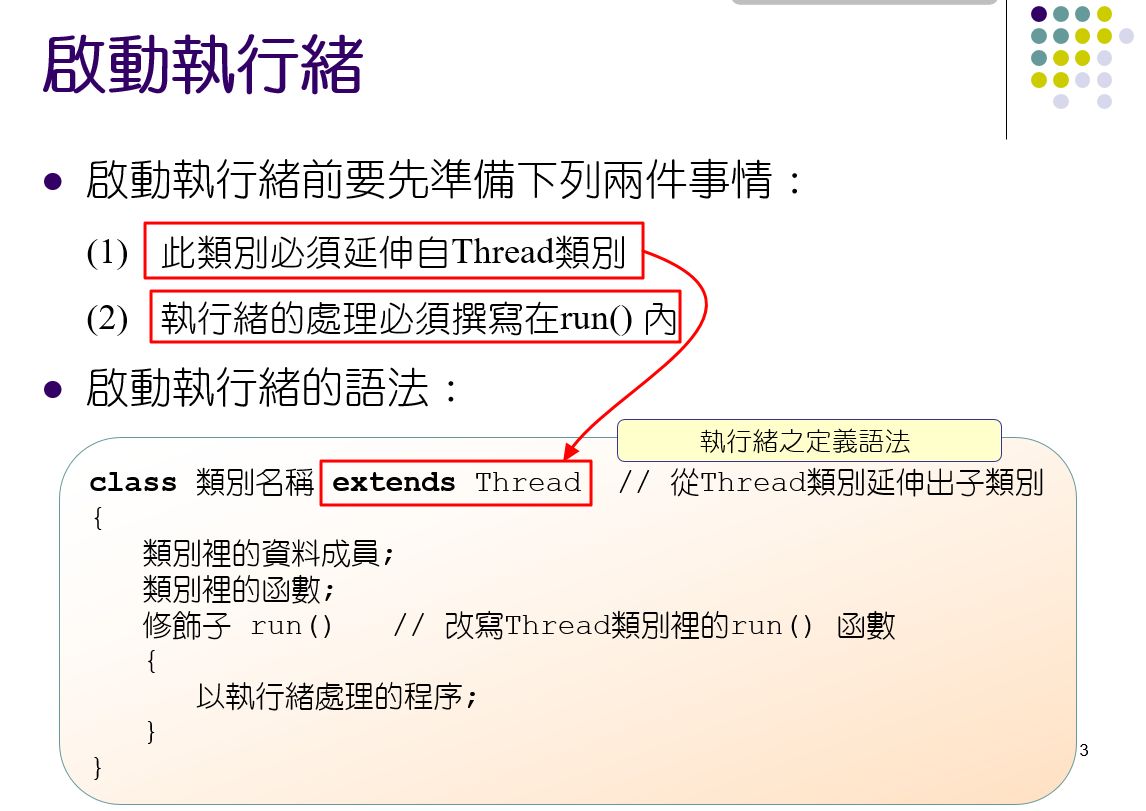 啟動執行緒
● 啟動執行緒前要先準備下列兩件事情：
(1) 此類別必須延伸自Thread類別
(2) 執行緒的處理必須撰寫在run() 內
● 啟動執行緒的語法：
執行緒之定義語法
class 類別名稱 extends Thread // 從Thread類別延伸出子類別
{
類別裡的資料成員;
類別裡的函數;
修飾子 run() // 改寫Thread類別裡的run() 函數
{
以執行緒處理的程序;
}
}
3